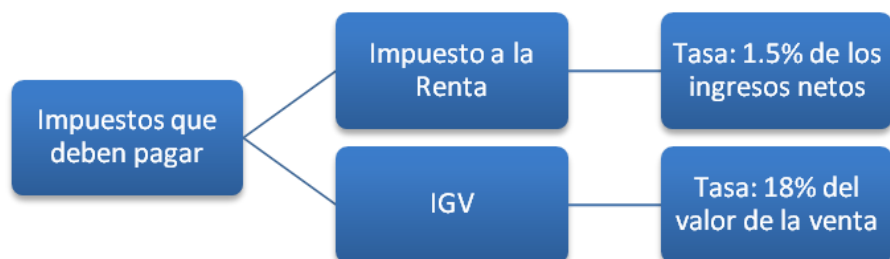 Impuestos que
deben pagar
Impuesto a la
Renta
Tasa: 1.5% de los
ingresos netos
IGV
Tasa: 18% del
valor de la venta